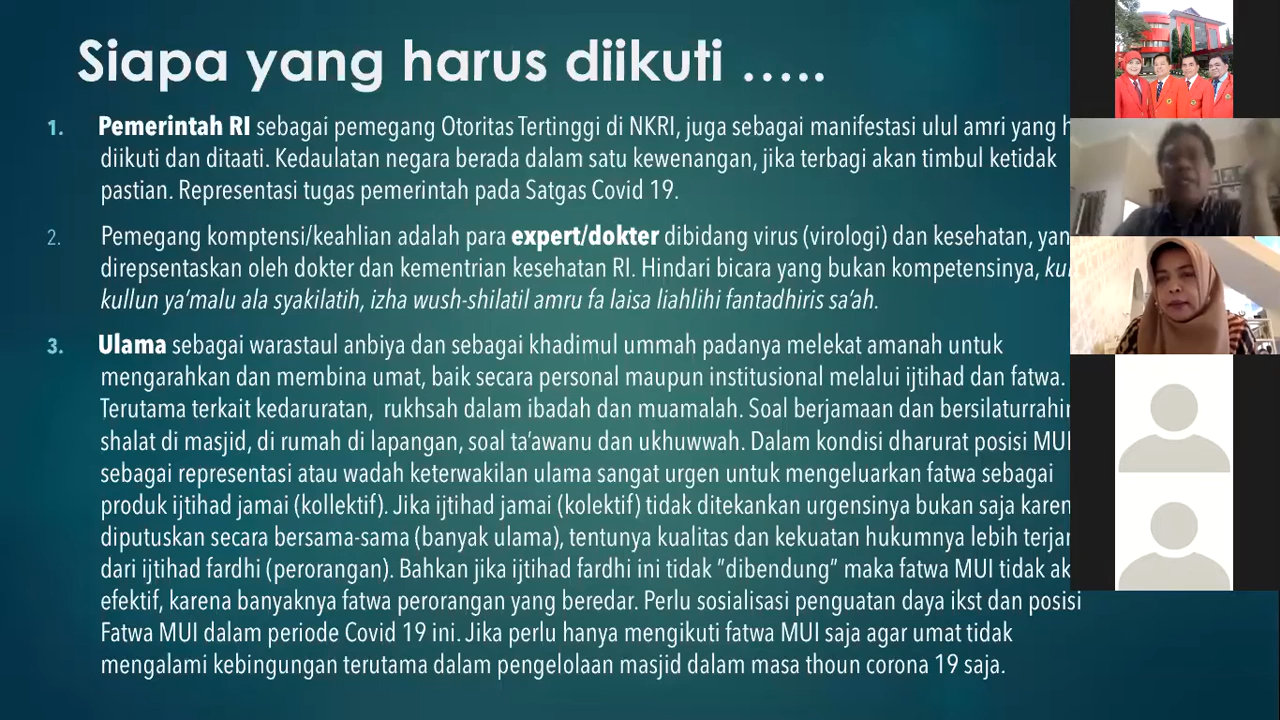 Siapa yang harus diikuti .....
1. Pemerintah RI sebagai pemegang Otoritas Tertinggi di NKRI, juga sebagai manifestasi ulul amri yang
diikuti dan ditaati. Kedaulatan negara berada dalam satu kewenangan, jika terbagi akan timbul ketidak
pastian. Representasi tugas pemerintah pada Satgas Covid 19.
2. Pemegang komptensi/keahlian adalah para expert/dokter dibidang virus (virologi) dan kesehatan,
direpsentaskan oleh dokter dan kementrian kesehatan RI. Hindari bicara yang bukan kompetensinya,
kullun ya’malu ala syakilatih, izha wush-shilatil amru fa laisa liahlihi fantadhiris sa’ah.
3. Ulama sebagai warastaul anbiya dan sebagai khadimul ummah padanya melekat amanah untuk
mengarahkan dan membina umat, baik secara personal maupun institusional melalui ijtihad dan fatwa.
Terutama terkait kedaruratan, rukhsah dalam ibadah dan muamalah. Soal berjamaan dan
shalat di masjid, di rumah di lapangan, soal ta’awanu dan ukhuwwah. Dalam kondisi dharurat posisi MUI
sebagai representasi atau wadah keterwakilan ulama sangat urgen untuk mengeluarkan fatwa sebagai
produk ijtihad jamai (kollektif). Jika ijtihad jamai (kolektif) tidak ditekankan urgensinya bukan saja
diputuskan secara bersama-sama (banyak ulama), tentunya kualitas dan kekuatan hukumnya lebih
dari ijtihad fardhi (perorangan). Bahkan jika ijtihad fardhi ini tidak ”dibendung” maka fatwa MUI tidak
efektif, karena banyaknya fatwa perorangan yang beredar. Perlu sosialisasi penguatan daya ikst dan posisi
Fatwa MUI dalam periode Covid 19 ini. Jika perlu hanya mengikuti fatwa MUI saja agar umat tidak
mengalami kebingungan terutama dalam pengelolaan masjid dalam masa thoun corona 19 saja.